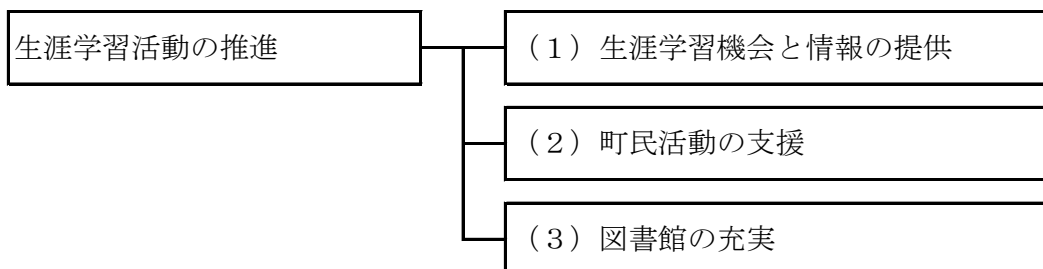 生涯学習活動の推進
（１）生涯学習機会と情報の提供
（２）町民活動の支援
（３）図書館の充実